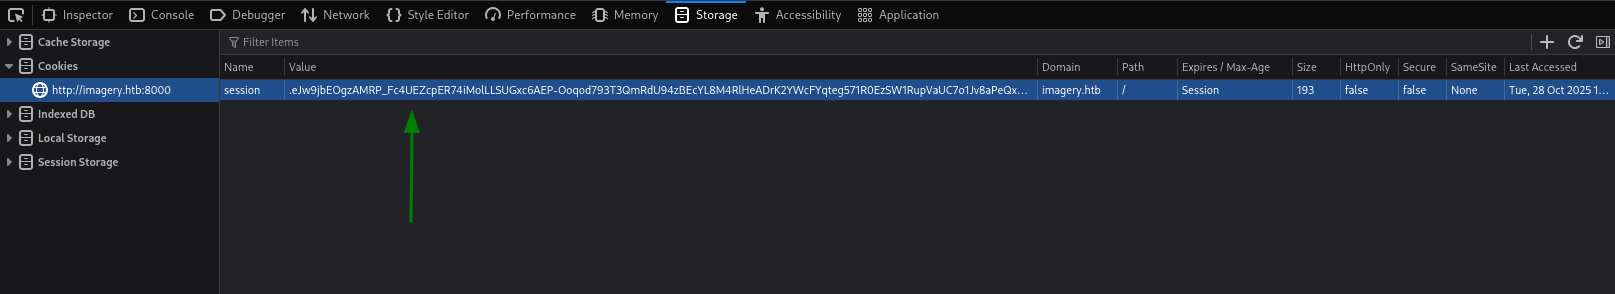 Inspector Console Debugger Network Style Editor Performance Memory Storage Accessibility Application
Cache Storage
Filter Items
Cookies
Name Value Domain Path Expires / Max-Age Size HttpOnly Secure SameSite Last Accessed
http://imagery.htb:8000
session .eJw9jbEOgzAMRP_Fc4UEZcpER74iMolLLSUGxc6AEP-Ooqod793T3QmRdU94zBEcYL8M4RlHeADrK2YWcFYqteg571R0EzSW1RupVaUC7o1Jv8aPeQx... imagery.htb / Session 193 false false None Tue, 28 Oct 2025 1...
Indexed DB
Local Storage
Session Storage